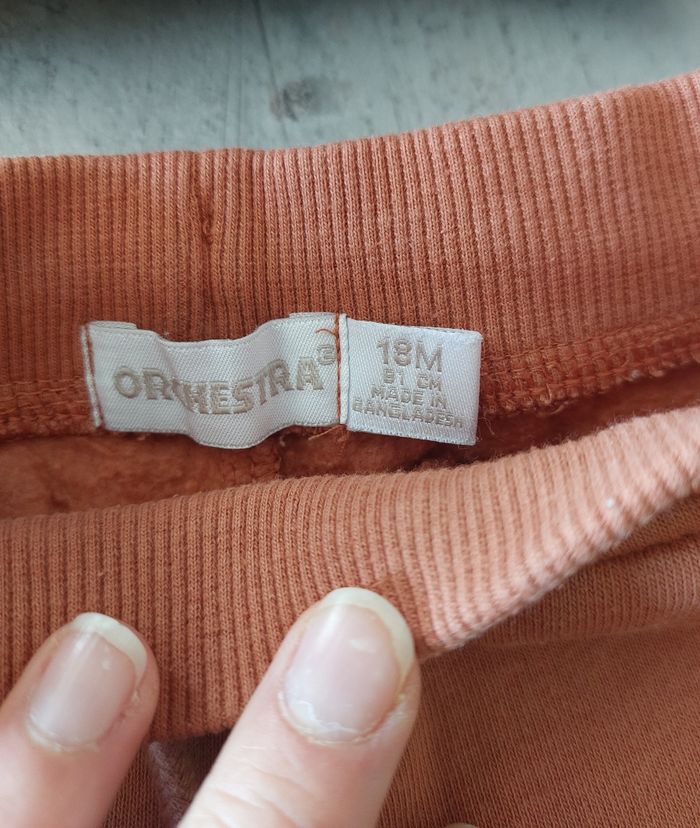 ORCHESTRA
18M
81 CM
MADE IN
BANGLADESH